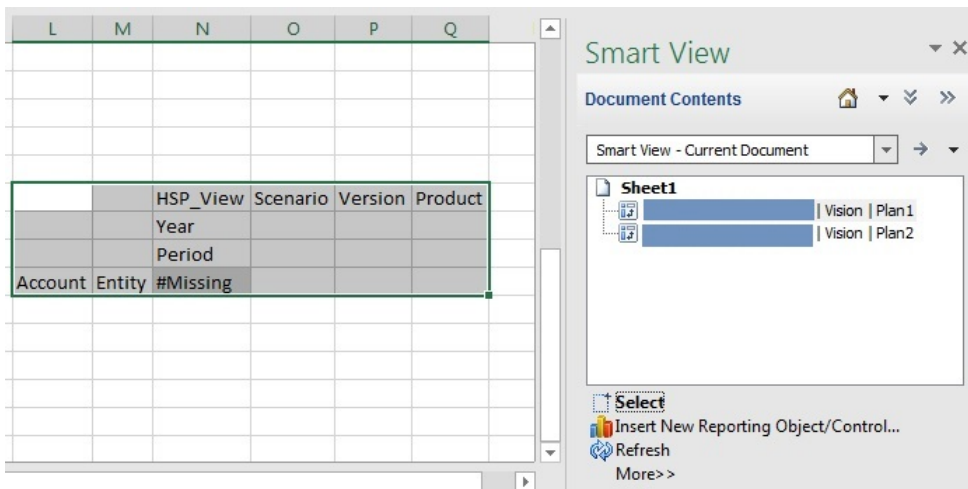 L M N O P Q
HSP_View Scenario Version Product
Year
Period
Account Entity #Missing
Smart View
Document Contents
Smart View - Current Document
Sheet1
| Vision | Plan1
| Vision | Plan2
Select
Insert New Reporting Object/Control...
Refresh
More>>